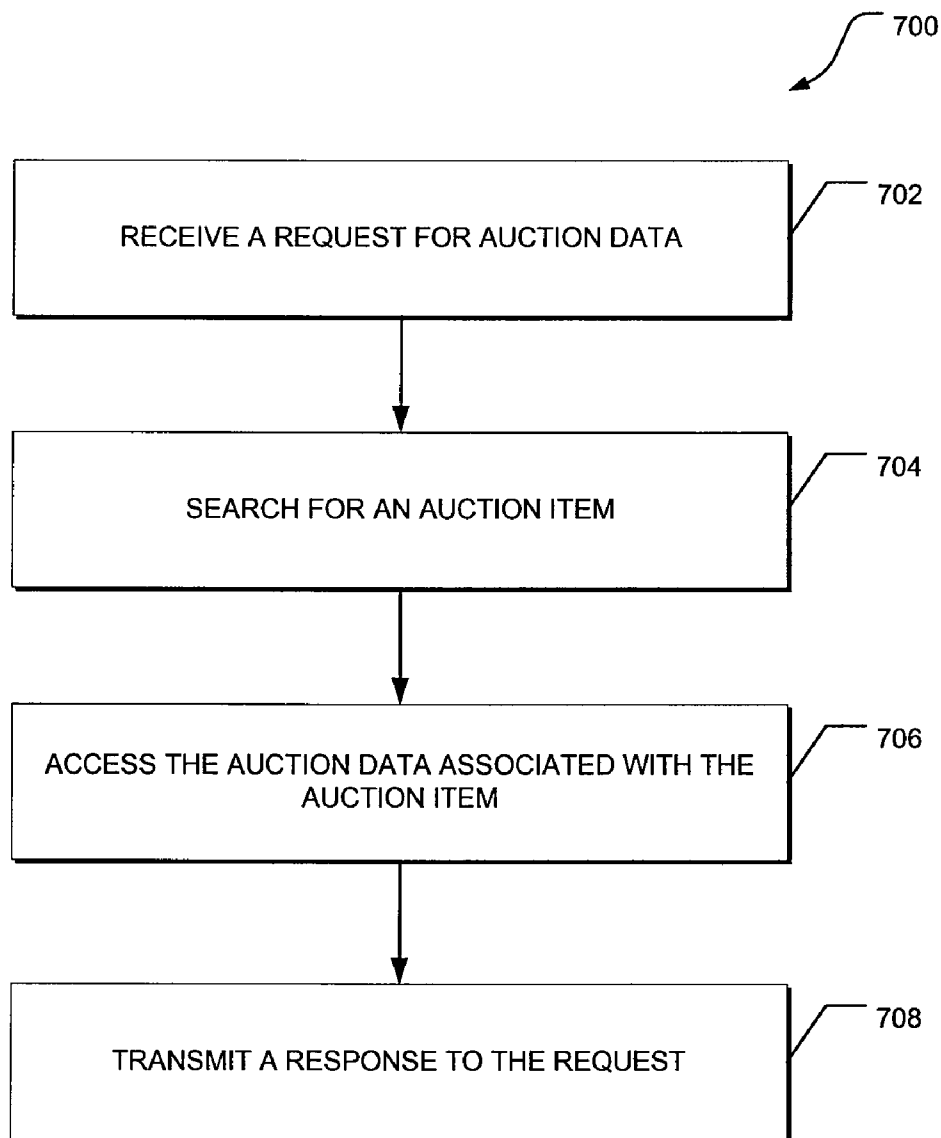 700
702
RECEIVE A REQUEST FOR AUCTION DATA
704
SEARCH FOR AN AUCTION ITEM
706
ACCESS THE AUCTION DATA ASSOCIATED WITH THE
AUCTION ITEM
708
TRANSMIT A RESPONSE TO THE REQUEST